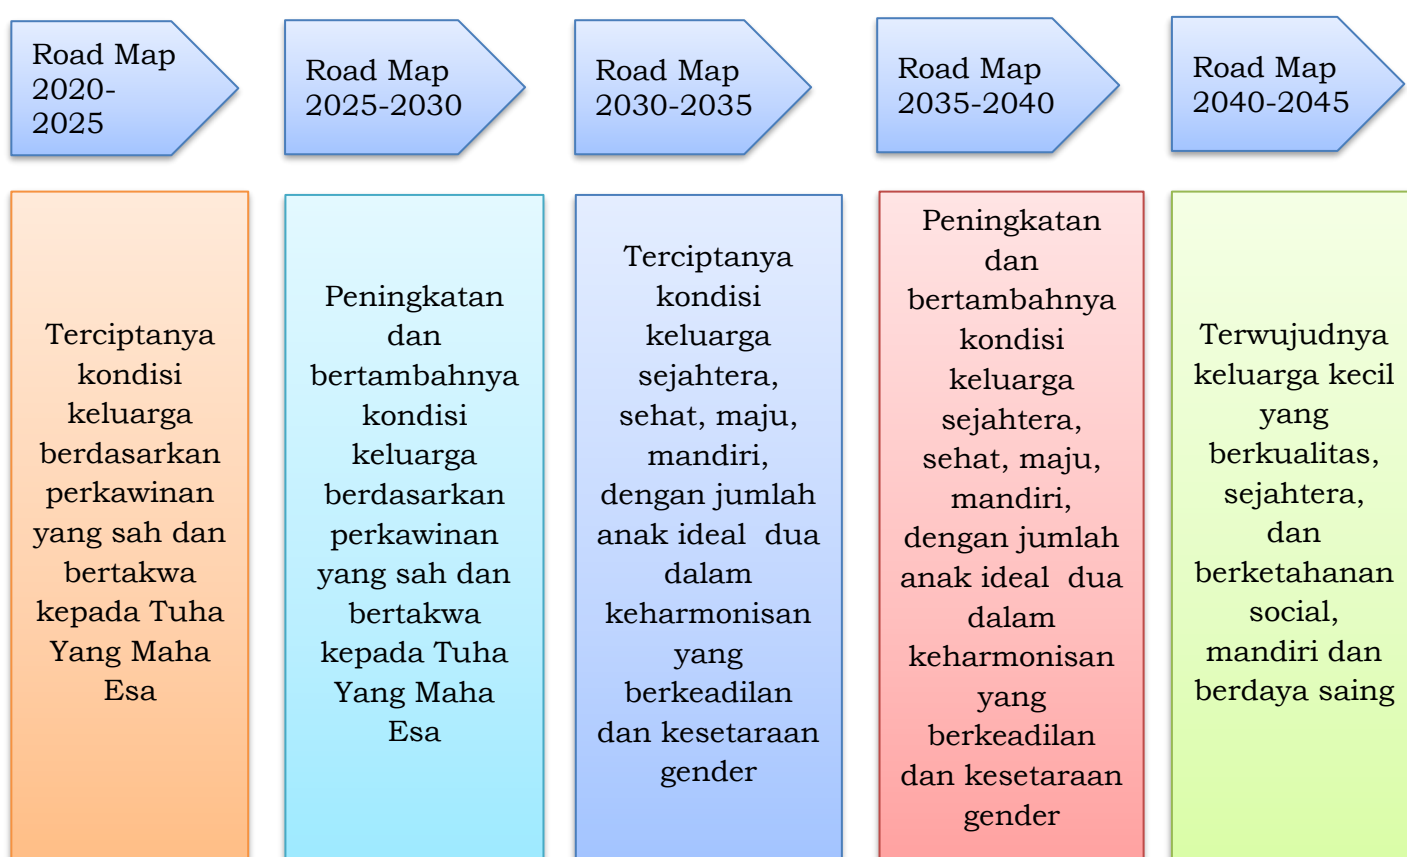 Road Map
2020-
2025
Road Map
2025-2030
Road Map
2030-2035
Road Map
2035-2040
Road Map
2040-2045
Terciptanya
kondisi
keluarga
berdasarkan
perkawinan
yang sah dan
bertakwa
kepada Tuha
Yang Maha
Esa
Peningkatan
dan
bertambahnya
kondisi
keluarga
berdasarkan
perkawinan
yang sah dan
bertakwa
kepada Tuha
Yang Maha
Esa
Terciptanya
kondisi
keluarga
sejahtera,
sehat, maju,
mandiri,
dengan jumlah
anak ideal  dua
dalam
keharmonisan
yang
berkeadilan
dan kesetaraan
gender
Peningkatan
dan
bertambahnya
kondisi
keluarga
sejahtera,
sehat, maju,
mandiri,
dengan jumlah
anak ideal  dua
dalam
keharmonisan
yang
berkeadilan
dan kesetaraan
gender
Terwujudnya
keluarga kecil
yang
berkualitas,
sejahtera,
dan
berketahanan
social,
mandiri dan
berdaya saing